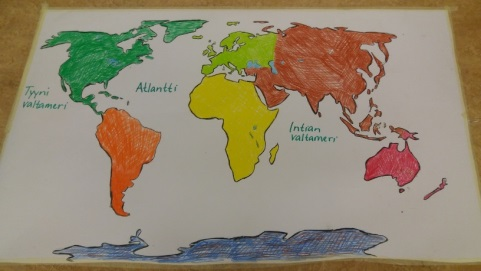 Tyyni
valtameri
Atlantti
Intian
valtameri